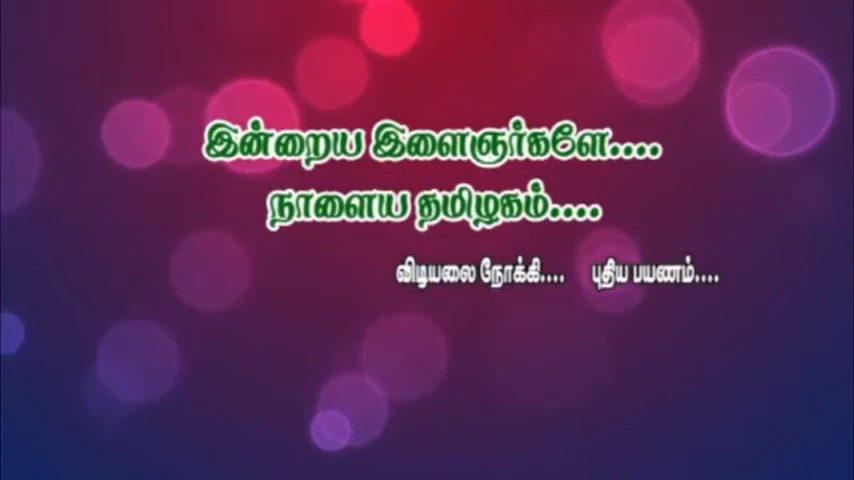 இன்றைய இளைஞர்களே....
நாளைய தமிழகம்....
விடியலை நோக்கி.... புதிய பயணம்....